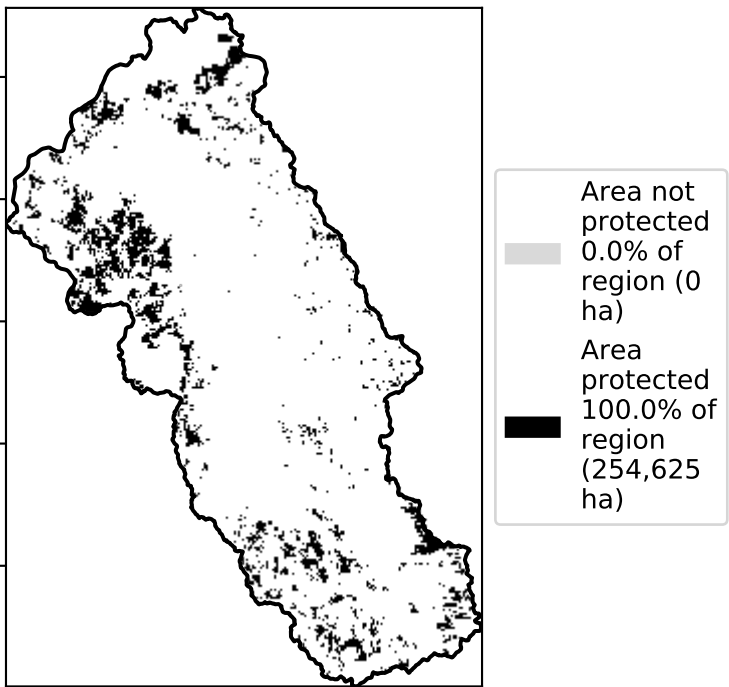 Area not
protected
0.0% of
region (0
ha)
Area
protected
100.0% of
region
(254,625
ha)